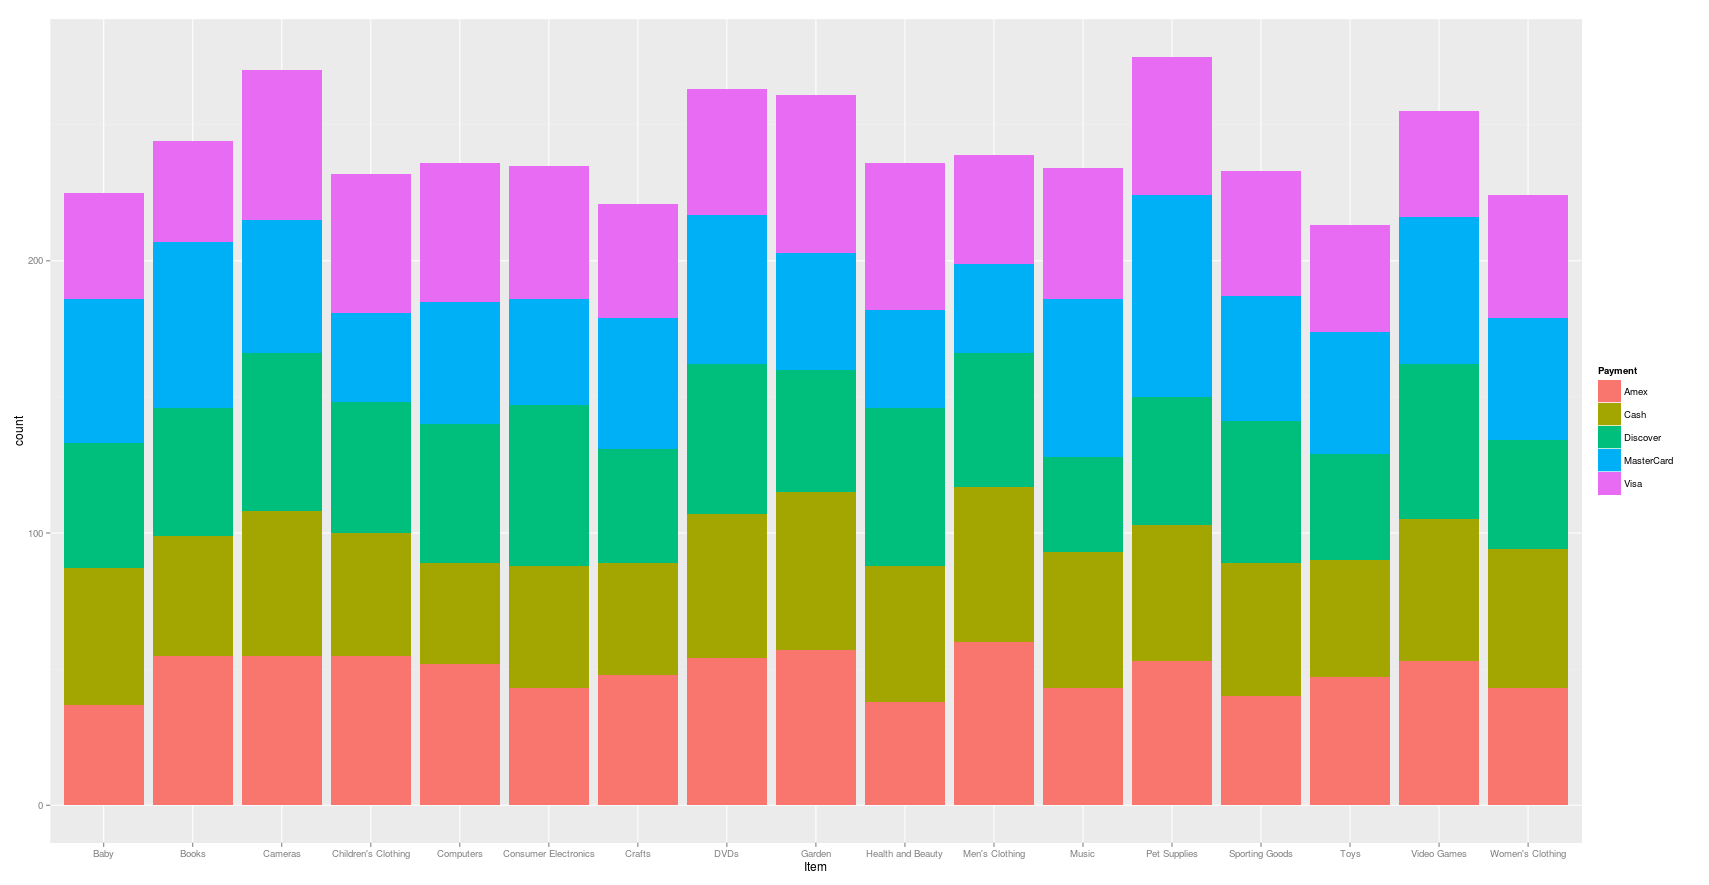 200
100
0
count
Baby Books Cameras Children's Clothing Computers Consumer Electronics Crafts DVDs Garden Health and Beauty Men's Clothing Music Pet Supplies Sporting Goods Toys Video Games Women's Clothing
Item
Payment
Amex
Cash
Discover
MasterCard
Visa